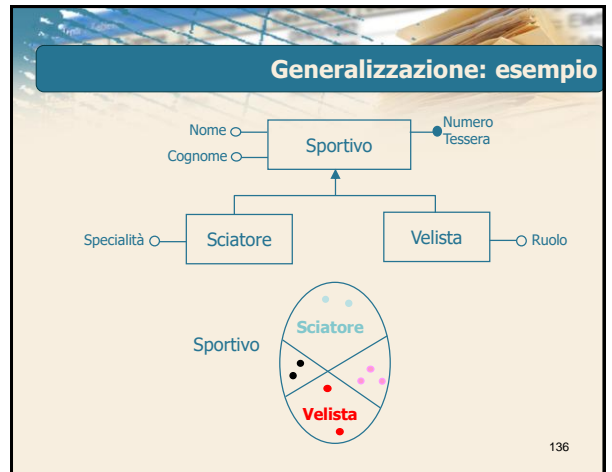 Generalizzazione: esempio
Nome
Cognome
Sportivo
Numero
Tessera
Specialità
Sciatore
Velista
Ruolo
Sportivo
Sciatore
Velista
136